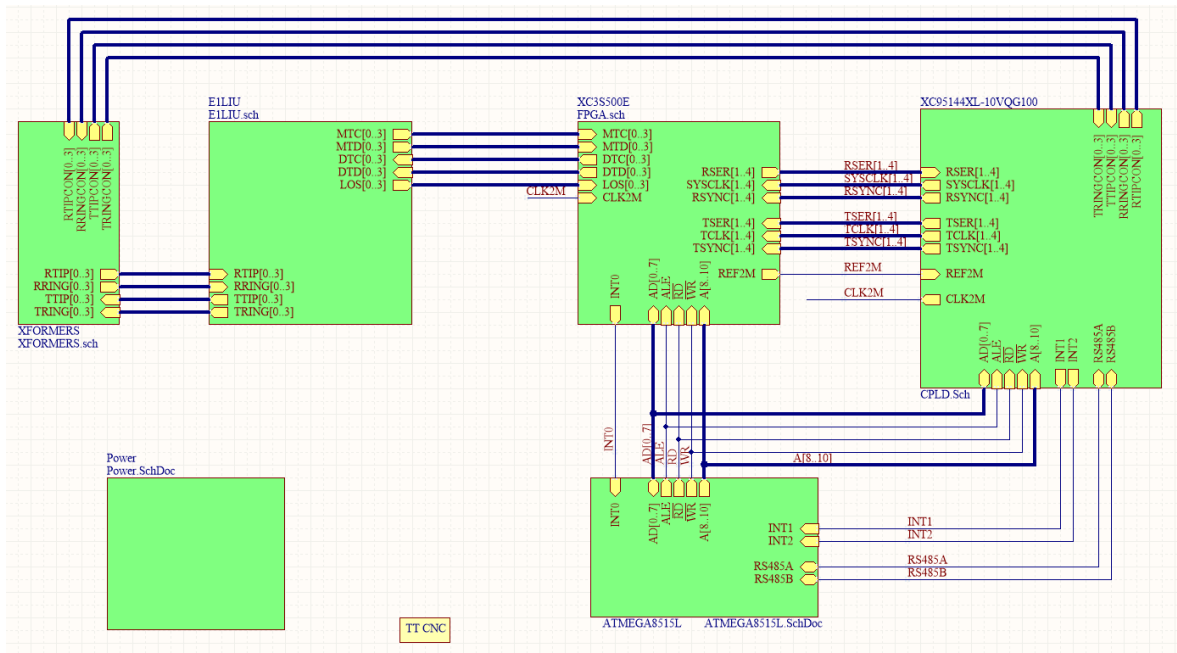 E1LIU
E1LIU.sch
XC3S500E
FPGA.sch
XC95144XL-10VQG100
RTIPCON[0..3]
RRINGCON[0..3]
TTIPCON[0..3]
TRINGCON[0..3]
RTIP[0..3]
RRING[0..3]
TTIP[0..3]
TRING[0..3]
XFORMERS
XFORMERS.sch
MTC[0..3]
MTD[0..3]
DTC[0..3]
DTD[0..3]
LOS[0..3]
RTIP[0..3]
RRING[0..3]
TTIP[0..3]
TRING[0..3]
CLK2M
MTC[0..3]
MTD[0..3]
DTC[0..3]
DTD[0..3]
LOS[0..3]
CLK2M
RSER[1..4]
SYSCLK[1..4]
RSYNC[1..4]
TSER[1..4]
TCLK[1..4]
TSYNC[1..4]
REF2M
INT0
AD[0..7]
ALE
RD
WR
A[8..10]
RSER[1..4]
SYSCLK[1..4]
RSYNC[1..4]
TSER[1..4]
TCLK[1..4]
TSYNC[1..4]
REF2M
CLK2M
RSER[1..4]
SYSCLK[1..4]
RSYNC[1..4]
TSER[1..4]
TCLK[1..4]
TSYNC[1..4]
REF2M
CLK2M
TRINGCON[0..3]
TTIPCON[0..3]
RRINGCON[0..3]
RTIPCON[0..3]
AD[0..7]
ALE
RD
WR
A[8..10]
INT1
INT2
RS485A
RS485B
CPLD.Sch
INT0
AD[0..7]
ALE
RD
WR
A[8..10]
Power
Power.SchDoc
INT0
AD[0..7]
ALE
RD
WR
A[8..10]
INT1
INT2
RS485A
RS485B
INT1
INT2
RS485A
RS485B
ATMEGA8515L
ATMEGA8515L.SchDoc
TT CNC